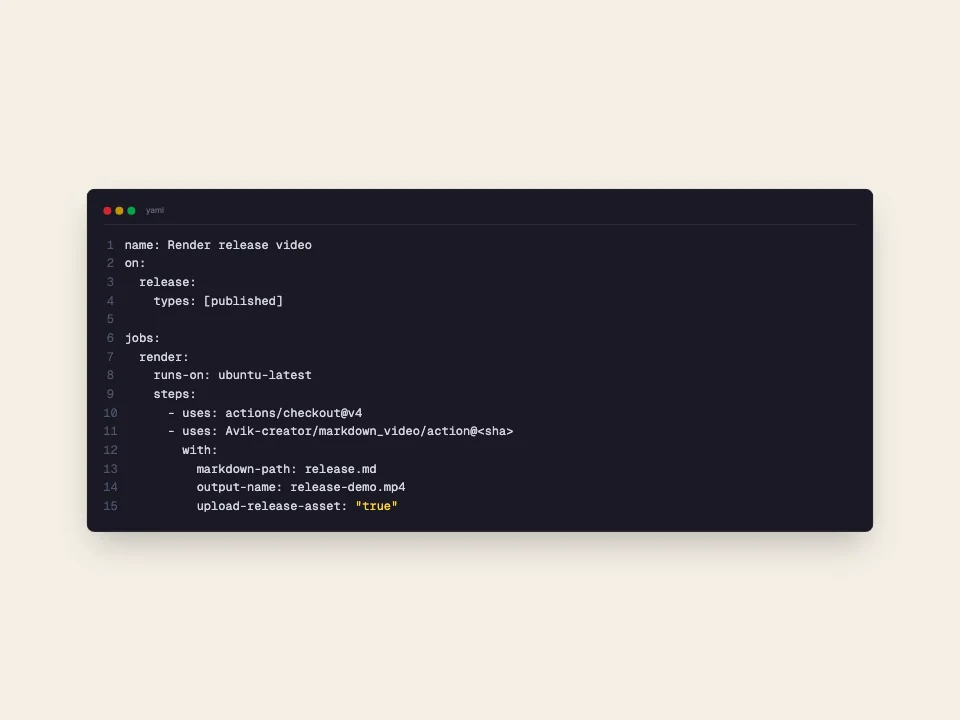 yaml
1 name: Render release video
2 on:
3   release:
4     types: [published]
5
6 jobs:
7   render:
8     runs-on: ubuntu-latest
9     steps:
10       - uses: actions/checkout@v4
11       - uses: Avik-creator/markdown_video/action@<sha>
12         with:
13           markdown-path: release.md
14           output-name: release-demo.mp4
15           upload-release-asset: "true"